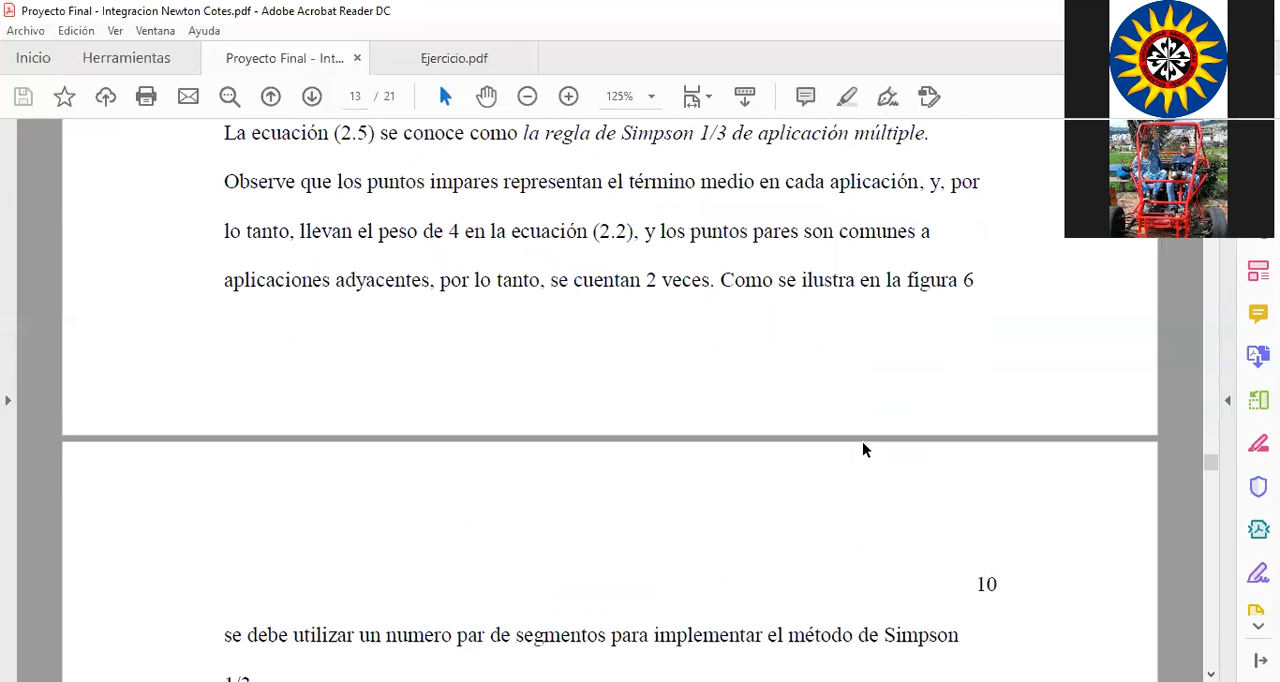 Proyecto Final - Integracion Newton Cotes.pdf - Adobe Acrobat Reader DC
Archivo Edición Ver Ventana Ayuda
Inicio Herramientas Proyecto Final - Int... × Ejercicio.pdf
13 / 21 125%
La ecuación (2.5) se conoce como la regla de Simpson 1/3 de aplicación múltiple.
Observe que los puntos impares representan el término medio en cada aplicación, y, por
lo tanto, llevan el peso de 4 en la ecuación (2.2), y los puntos pares son comunes a
aplicaciones adyacentes, por lo tanto, se cuentan 2 veces. Como se ilustra en la figura 6
10
se debe utilizar un numero par de segmentos para implementar el método de Simpson